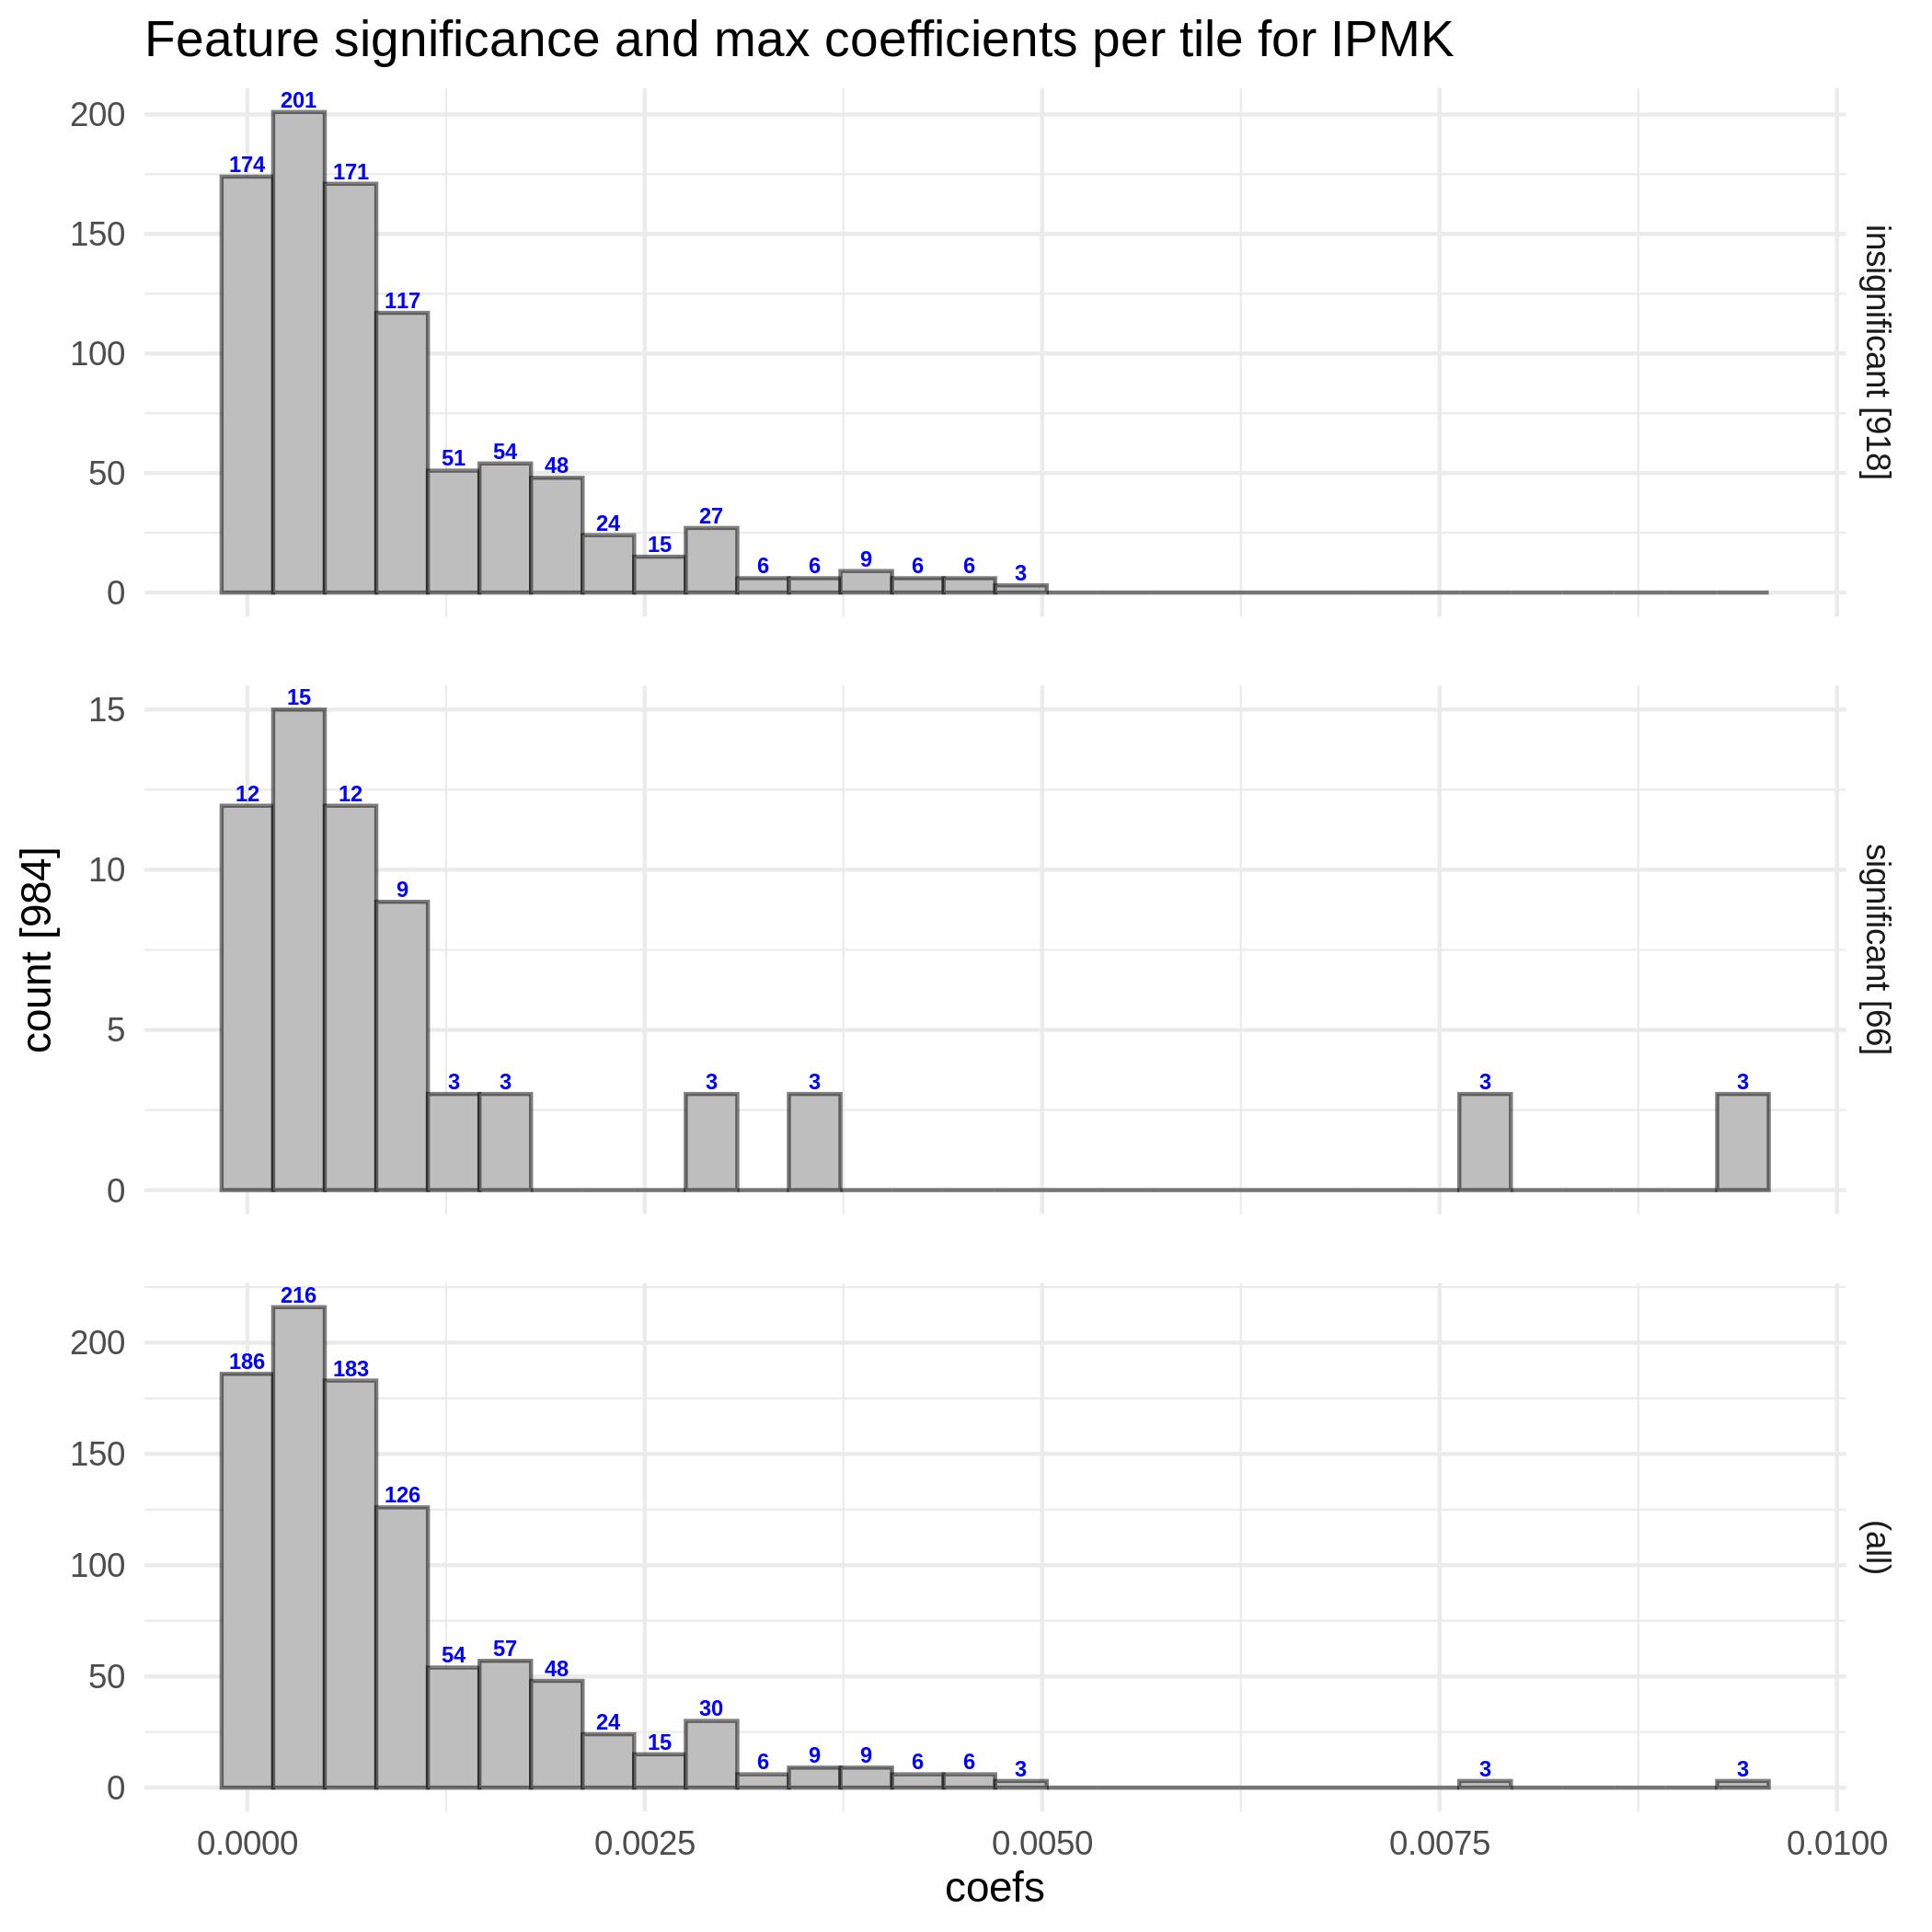 Feature significance and max coefficients per tile for IPMK
201
200
174
171
150
117
100
51 54 48
50
24 15 27
6 6 9 6 6 3
0
insignificant [918]
15
15
12 12
10
9
5
3 3 3 3 3 3
0
significant [66]
count [984]
216
200
186 183
150
126
100
54 57 48
50
24 15 30
6 9 9 6 6 3 3 3
0
(all)
0.0000 0.0025 0.0050 0.0075 0.0100
coefs